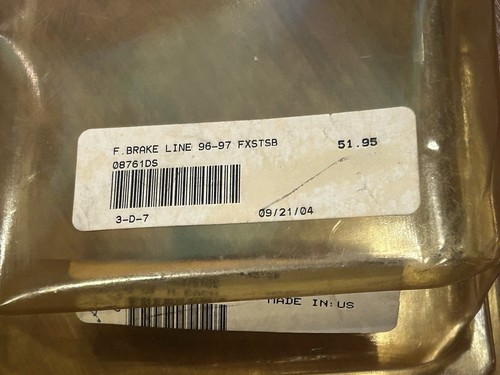 F.BRAKE LINE 96-97 FXSTSB 51.95
08761DS
3-D-7 09/21/04
MADE IN: US